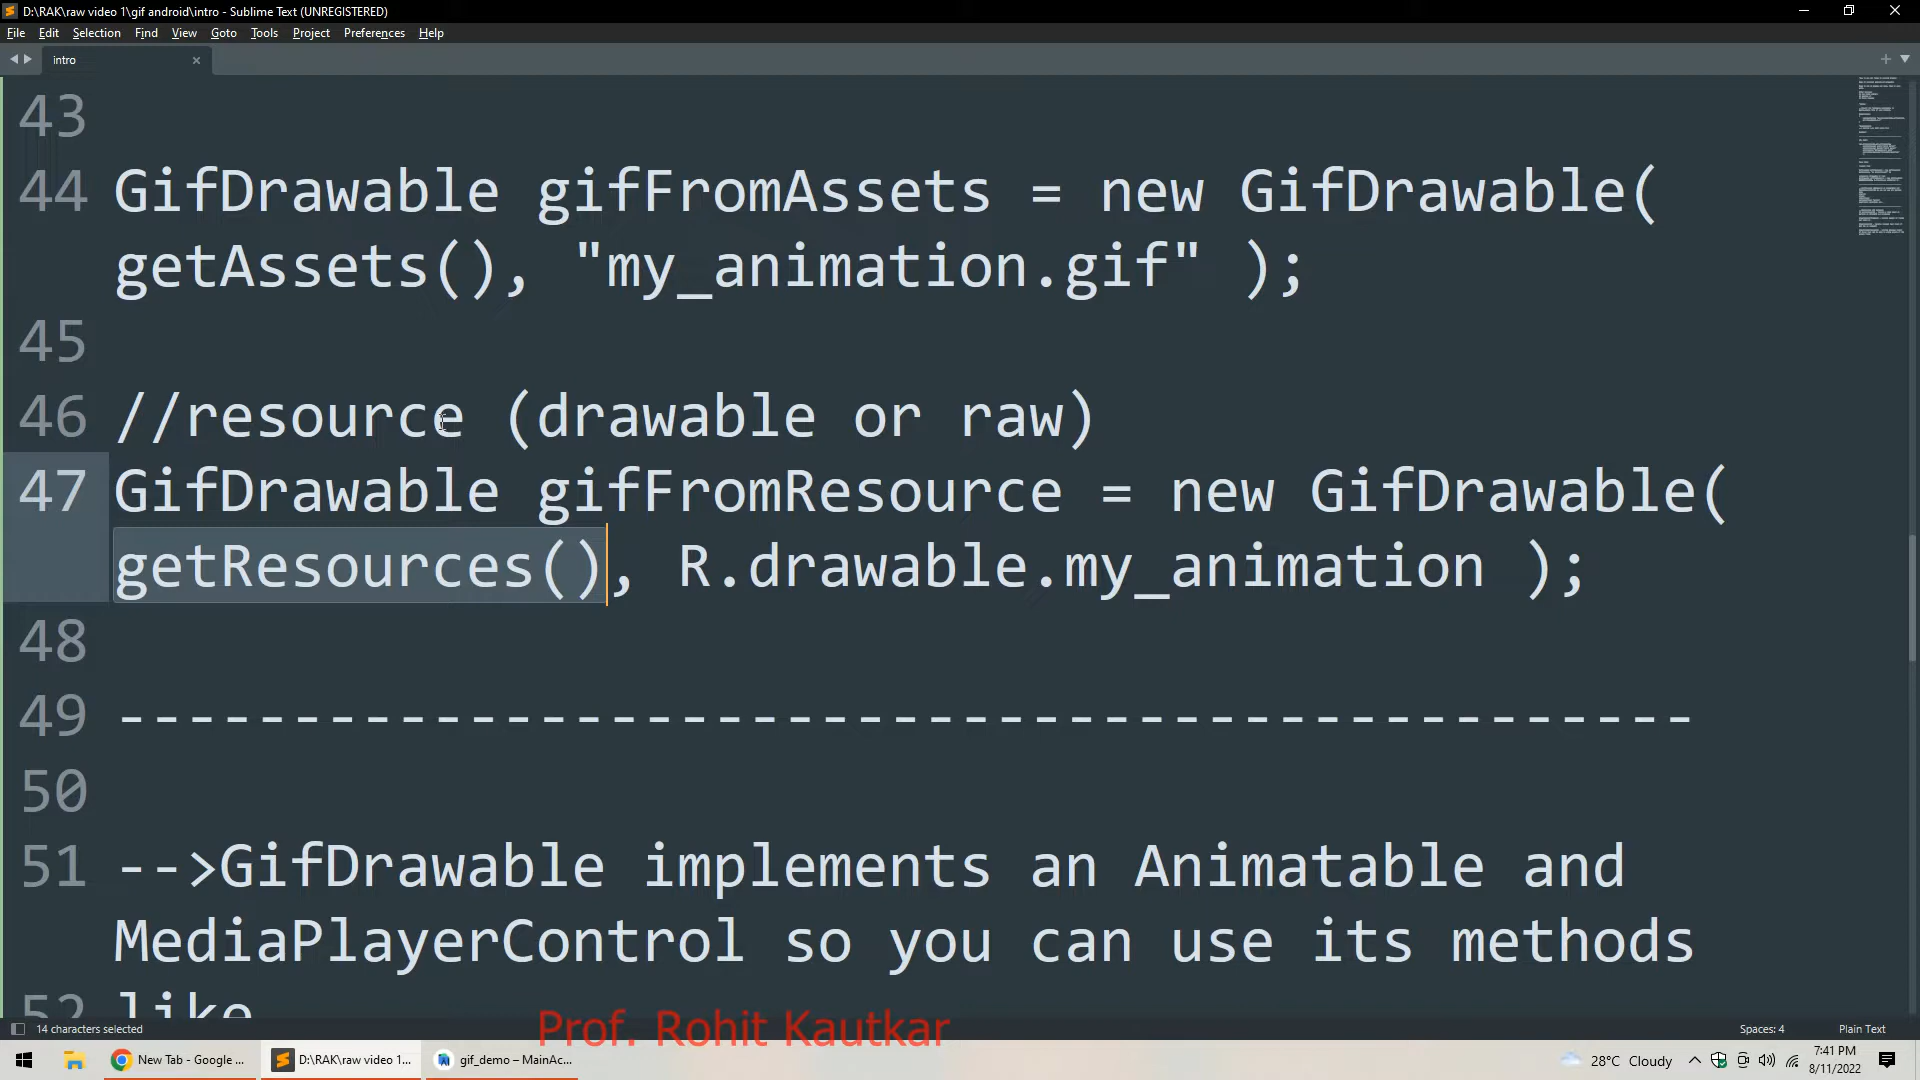 D:\RAK\raw video 1\gif android\intro - Sublime Text (UNREGISTERED)
File Edit Selection Find View Goto Tools Project Preferences Help
intro
43
44 GifDrawable gifFromAssets = new GifDrawable(
getAssets(), "my_animation.gif" );
45
46 //resource (drawable or raw)
47 GifDrawable gifFromResource = new GifDrawable(
getResources(), R.drawable.my_animation );
48
49 ---------------------------------------------
50
51 -->GifDrawable implements an Animatable and
MediaPlayerControl so you can use its methods
like
52
Prof. Rohit Kautkar
14 characters selected Spaces: 4 Plain Text
New Tab - Google ... D:\RAK\raw video 1... gif_demo – MainAc... 28°C Cloudy 7:41 PM
8/11/2022